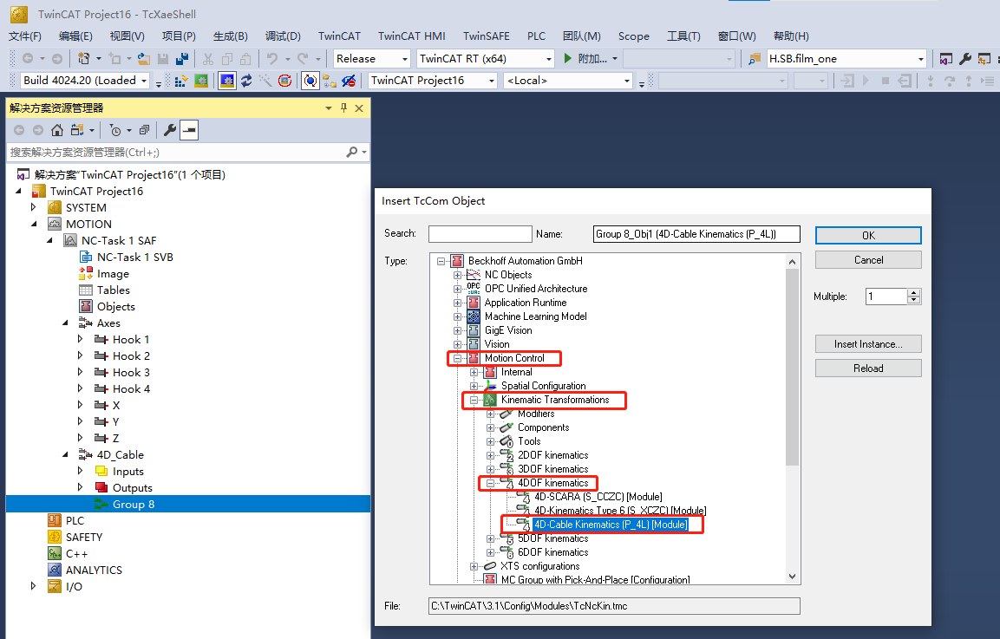 TwinCAT Project16 - TcXaeShell
文件(F) 编辑(E) 视图(V) 项目(P) 生成(B) 调试(D) TwinCAT TwinCAT HMI TwinSAFE PLC 团队(M) Scope 工具(T) 窗口(W) 帮助(H)
Release TwinCAT RT (x64) 附加... H.SB.film_one
Build 4024.20 (Loaded TwinCAT Project16 <Local>
解决方案资源管理器
搜索解决方案资源管理器(Ctrl+;)
解决方案"TwinCAT Project16"(1 个项目)
TwinCAT Project16
SYSTEM
MOTION
NC-Task 1 SAF
NC-Task 1 SVB
Image
Tables
Objects
Axes
Hook 1
Hook 2
Hook 3
Hook 4
X
Y
Z
4D_Cable
Inputs
Outputs
Group 8
PLC
SAFETY
C++
ANALYTICS
I/O
Insert TcCom Object
Search: Name: Group 8_Obj1 (4D-Cable Kinematics (P_4L)) OK
Type:
Cancel
Multiple: 1
Insert Instance...
Reload
Beckhoff Automation GmbH
NC Objects
OPC Unified Architecture
Application Runtime
Machine Learning Model
GigE Vision
Vision
Motion Control
Internal
Spatial Configuration
Kinematic Transformations
Modifiers
Components
Tools
2DOF kinematics
3DOF kinematics
4DOF kinematics
4D-SCARA (S_CCZC) [Module]
4D-Kinematics Type 6 (S_XCZC) [Module]
4D-Cable Kinematics (P_4L) [Module]
5DOF kinematics
6DOF kinematics
XTS configurations
MC Group with Pick-And-Place [Configuration]
File: C:\TwinCAT\3.1\Config\Modules\TcNcKin.tmc